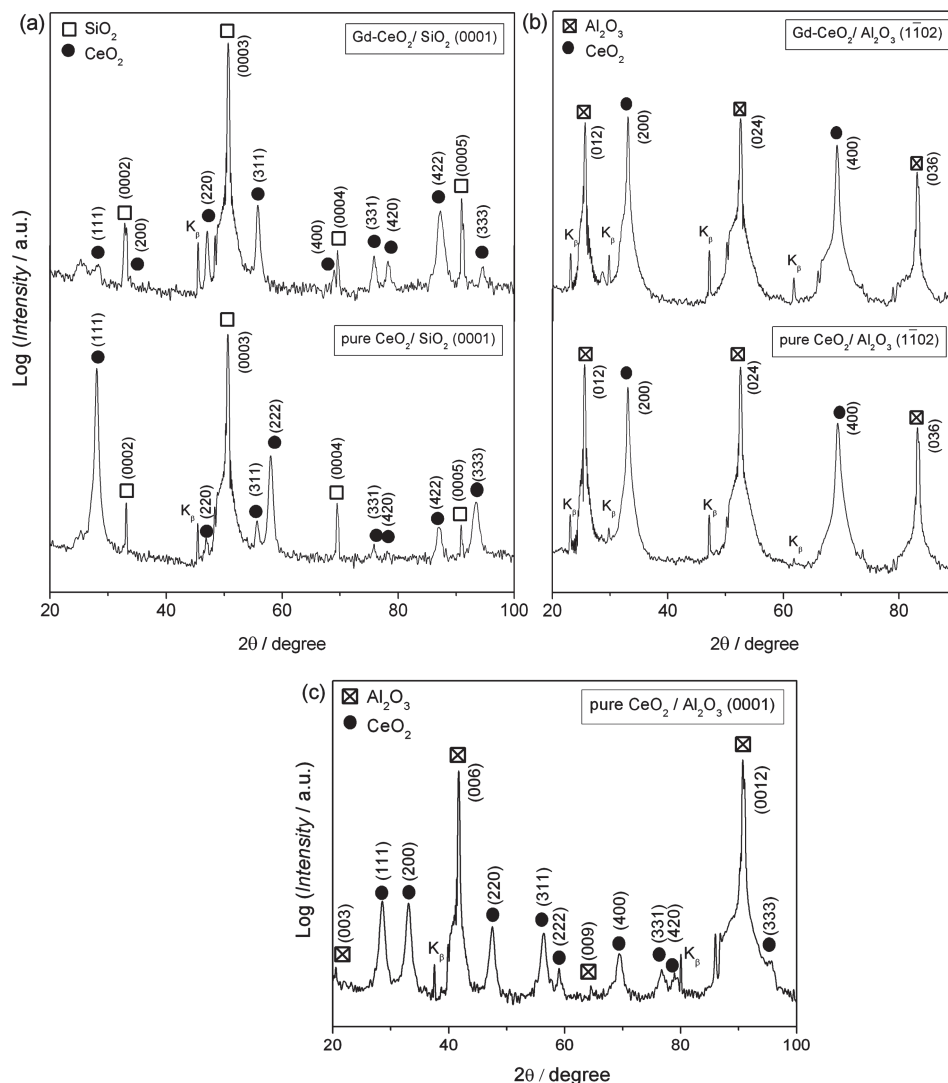 (a)
□ SiO₂
● CeO₂
Gd-CeO₂/ SiO₂ (0001)
(111)
(0002)
(200)
Kβ
(220)
(0003)
(311)
(400)
(0004)
(331)
(420)
(422)
(0005)
(333)
pure CeO₂/ SiO₂ (0001)
(111)
(0002)
Kβ
(220)
(0003)
(311)
(222)
(0004)
(331)
(420)
(422)
(0005)
(333)
Log (Intensity / a.u.)
20 40 60 80 100
2θ / degree
(b)
Al₂O₃
● CeO₂
Gd-CeO₂/ Al₂O₃ (11̅02)
Kβ
(012)
Kβ
(200)
Kβ
(024)
Kβ
(400)
(036)
pure CeO₂/ Al₂O₃ (11̅02)
Kβ
(012)
Kβ
(200)
Kβ
(024)
Kβ
(400)
(036)
20 40 60 80
2θ / degree
(c)
Al₂O₃
● CeO₂
pure CeO₂ / Al₂O₃ (0001)
(003)
(111)
(200)
Kβ
(006)
(220)
(311)
(222)
(009)
(400)
(331)
(420)
Kβ
(0012)
(333)
Log (Intensity / a.u.)
20 40 60 80 100
2θ / degree